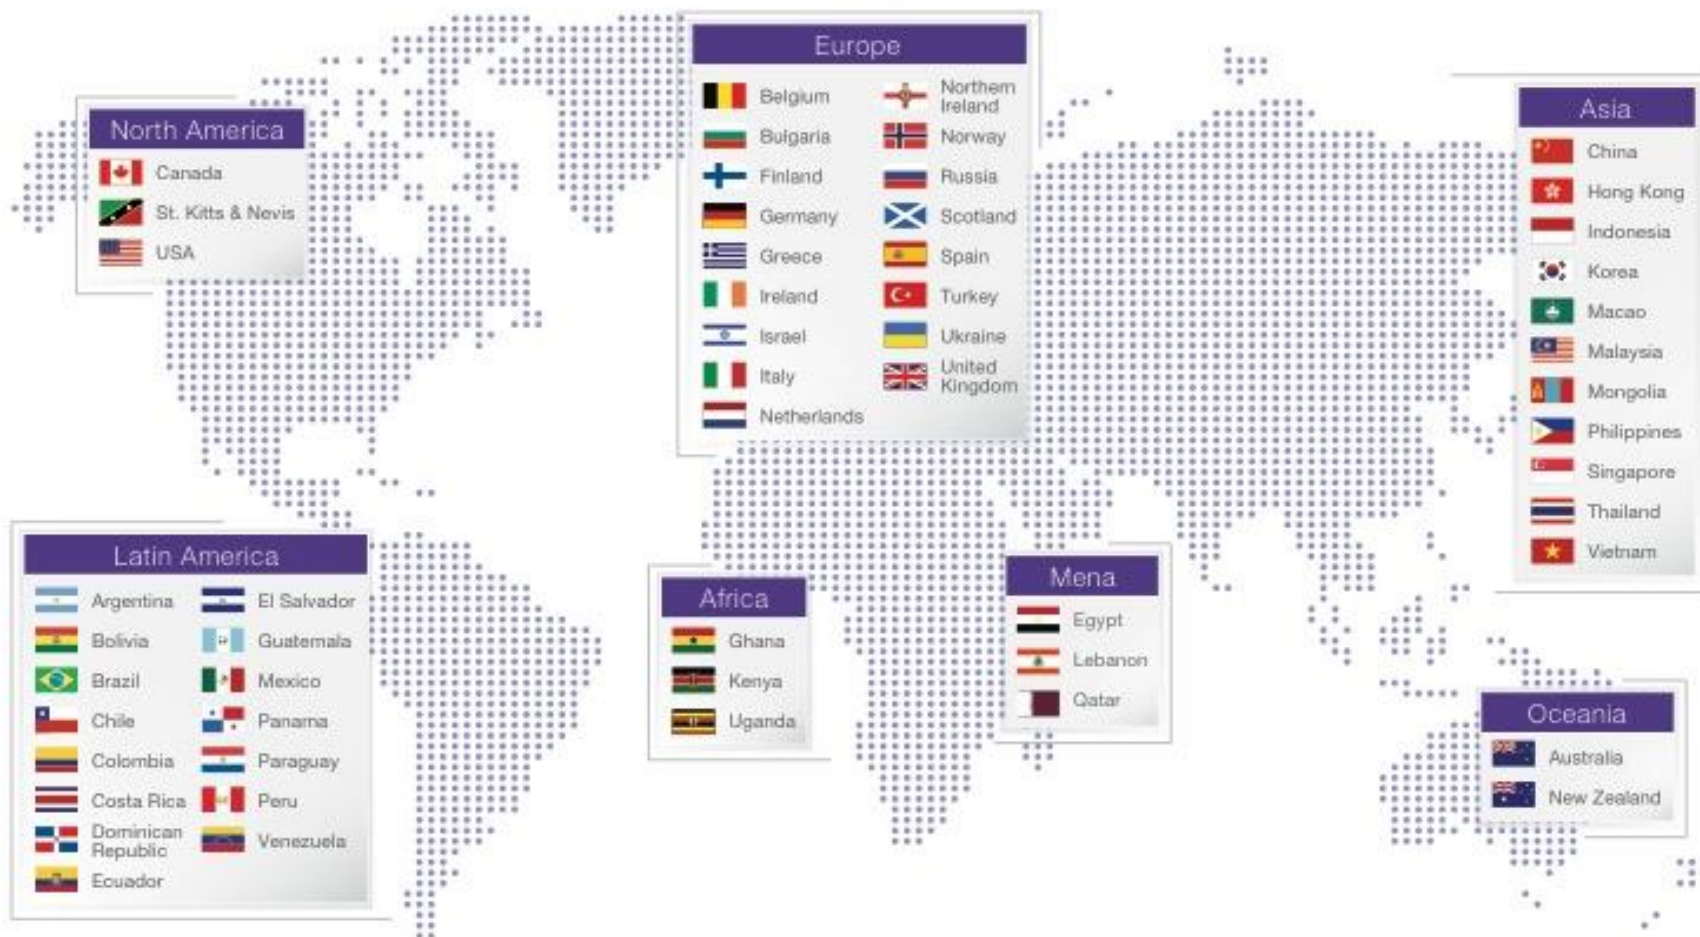 North America
Canada
St. Kitts & Nevis
USA
Europe
Belgium
Bulgaria
Finland
Germany
Greece
Ireland
Israel
Italy
Netherlands
Northern
Ireland
Norway
Russia
Scotland
Spain
Turkey
Ukraine
United
Kingdom
Asia
China
Hong Kong
Indonesia
Korea
Macao
Malaysia
Mongolia
Philippines
Singapore
Thailand
Vietnam
Latin America
Argentina
Bolivia
Brazil
Chile
Colombia
Costa Rica
Dominican
Republic
Ecuador
El Salvador
Guatemala
Mexico
Panama
Paraguay
Peru
Venezuela
Africa
Ghana
Kenya
Uganda
Mena
Egypt
Lebanon
Qatar
Oceania
Australia
New Zealand